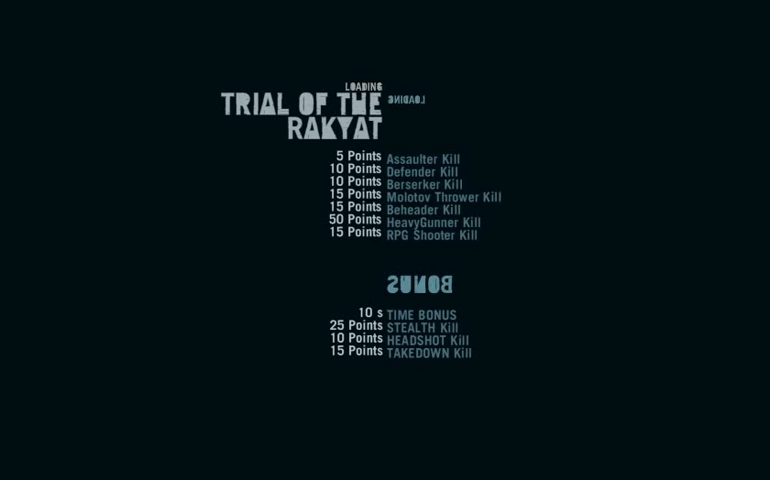 LOADING
TRIAL OF THE LOADING
RAKYAT
5 Points Assaulter Kill
10 Points Defender Kill
10 Points Berserker Kill
15 Points Molotov Thrower Kill
15 Points Beheader Kill
50 Points HeavyGunner Kill
15 Points RPG Shooter Kill
BONUS
10 s TIME BONUS
25 Points STEALTH Kill
10 Points HEADSHOT Kill
15 Points TAKEDOWN Kill